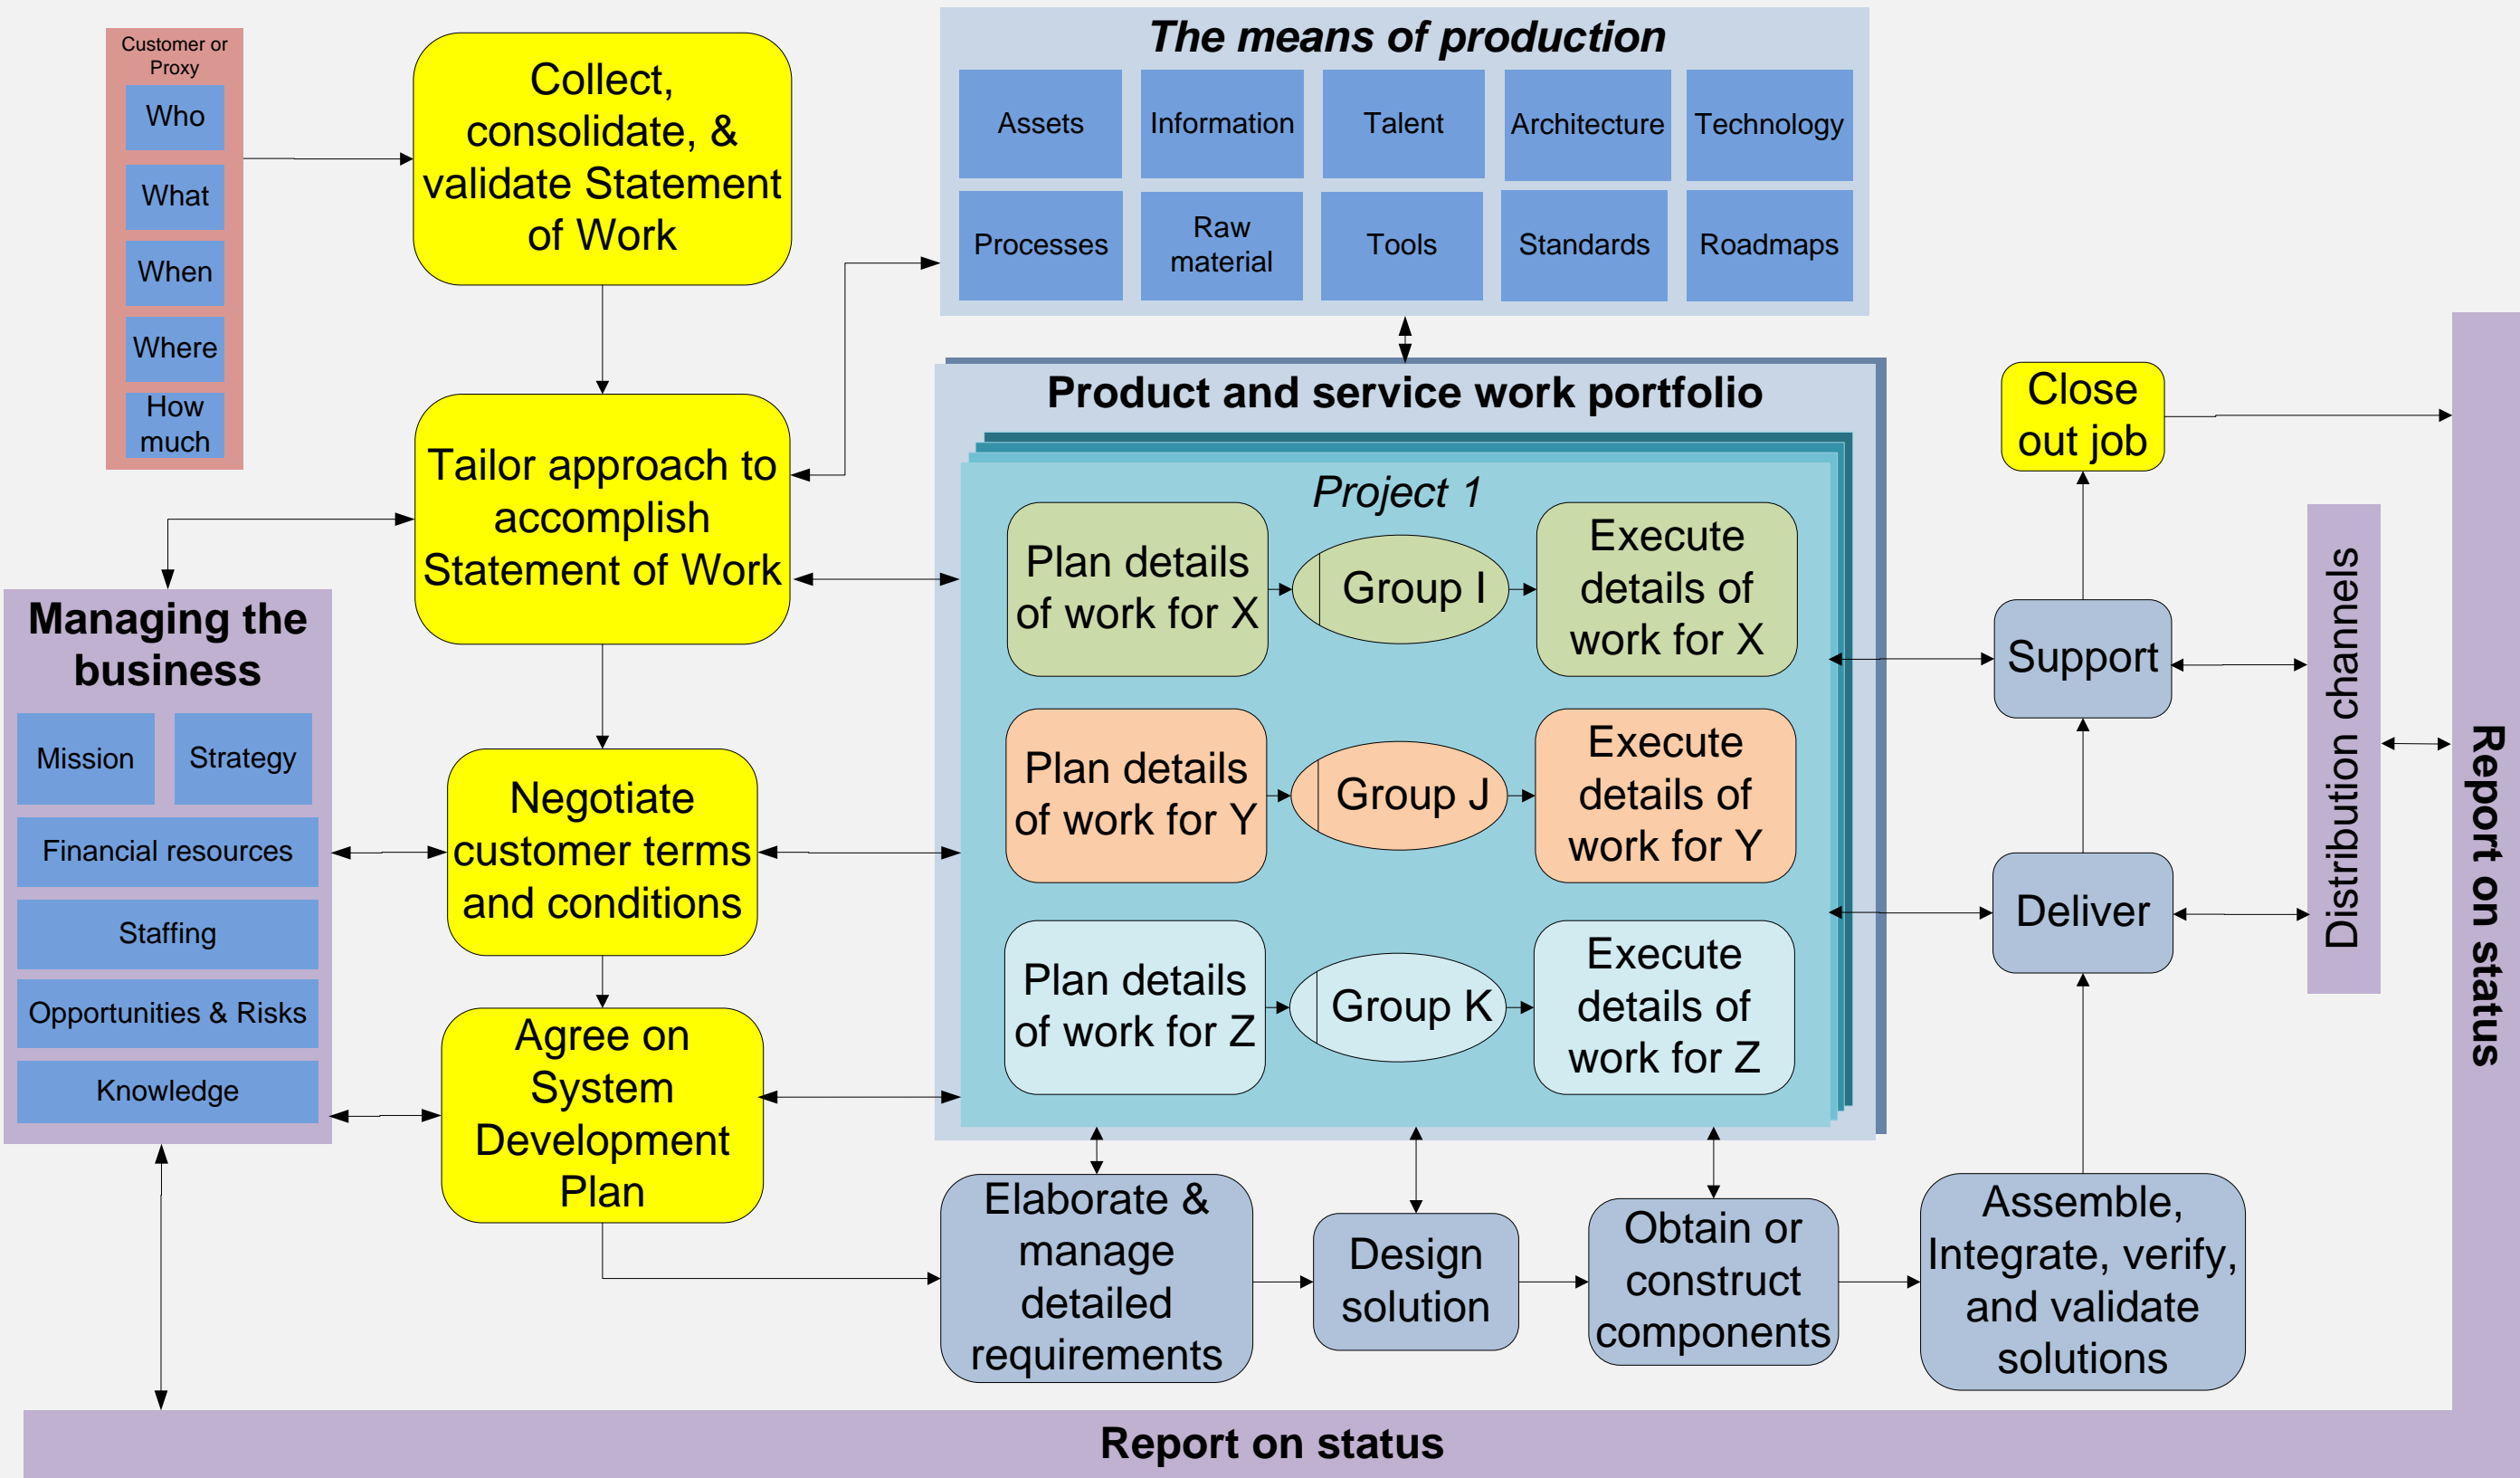 Customer or
Proxy
Who
What
When
Where
How
much
Collect,
consolidate, &
validate Statement
of Work
Tailor approach to
accomplish
Statement of Work
Negotiate
customer terms
and conditions
Agree on
System
Development
Plan
Managing the
business
Mission
Strategy
Financial resources
Staffing
Opportunities & Risks
Knowledge
The means of production
Assets
Information
Talent
Architecture
Technology
Processes
Raw
material
Tools
Standards
Roadmaps
Product and service work portfolio
Project 1
Plan details
of work for X
Group I
Execute
details of
work for X
Plan details
of work for Y
Group J
Execute
details of
work for Y
Plan details
of work for Z
Group K
Execute
details of
work for Z
Elaborate &
manage
detailed
requirements
Design
solution
Obtain or
construct
components
Assemble,
Integrate, verify,
and validate
solutions
Deliver
Support
Close
out job
Distribution channels
Report on status
Report on status